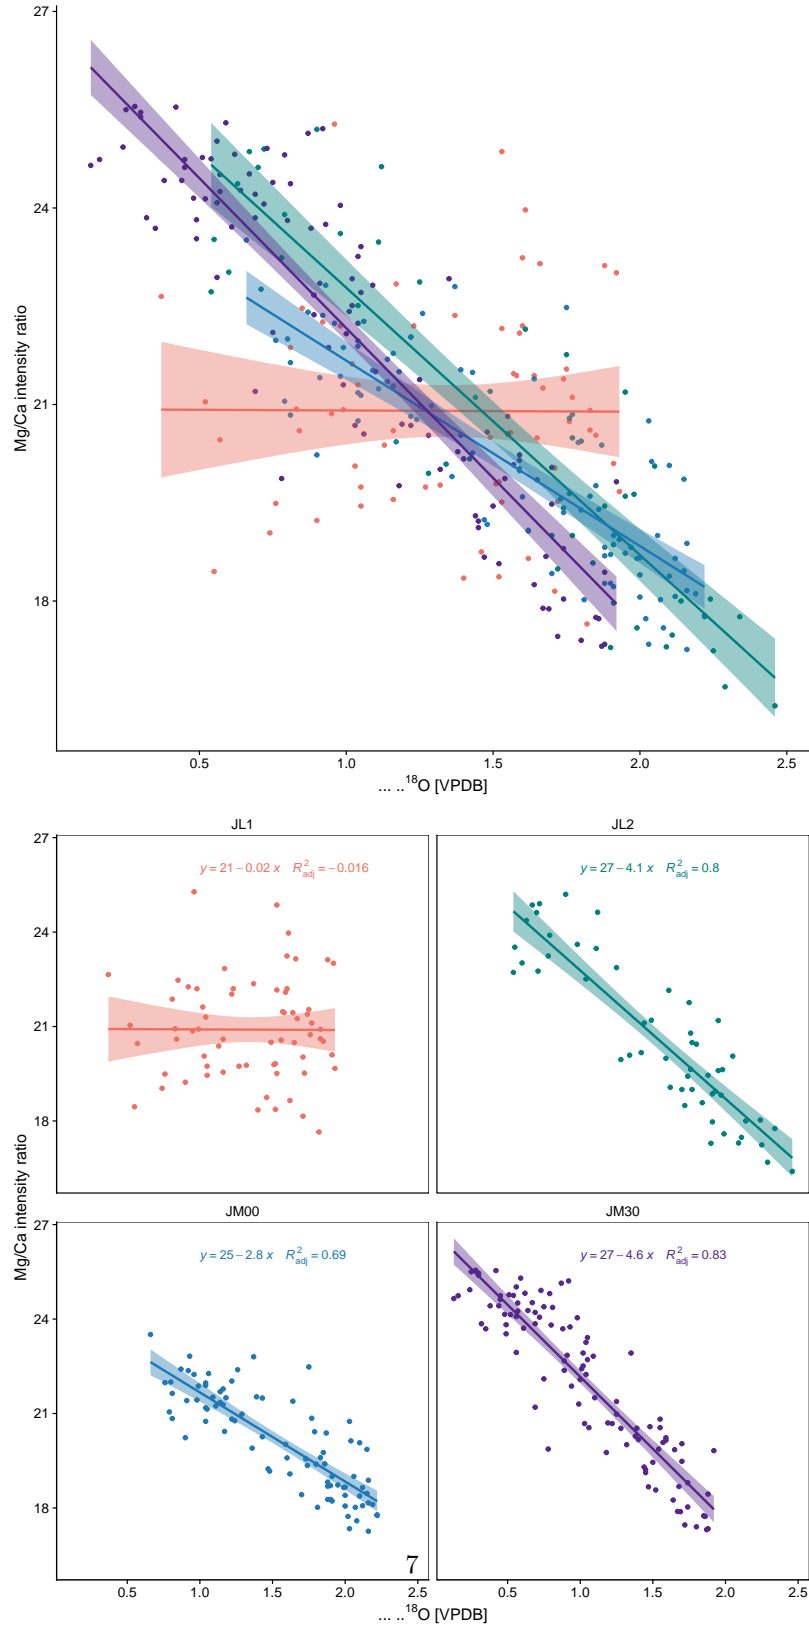 27
24
21
18
Mg/Ca intensity ratio
0.5 1.0 1.5 2.0 2.5
... ..¹⁸O [VPDB]
JL1 JL2
27
24
21
18
y = 21 − 0.02 x R²adj = −0.016
y = 27 − 4.1 x R²adj = 0.8
Mg/Ca intensity ratio
JM00 JM30
27
24
21
18
y = 25 − 2.8 x R²adj = 0.69
y = 27 − 4.6 x R²adj = 0.83
7
0.5 1.0 1.5 2.0 2.5 0.5 1.0 1.5 2.0 2.5
... ..¹⁸O [VPDB]